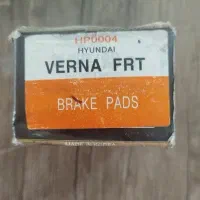 HP0004
HYUNDAI
VERNA FRT
BRAKE PADS